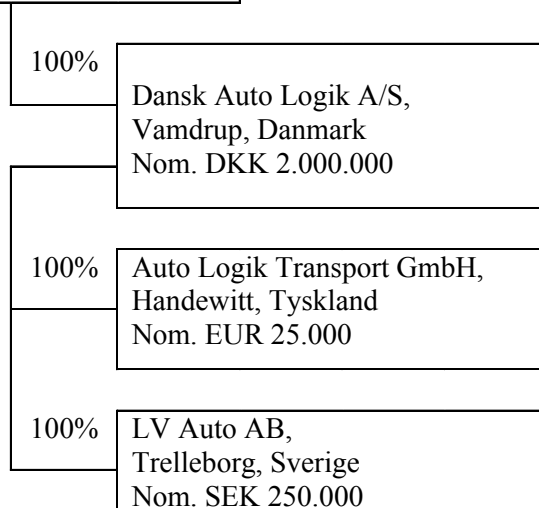 100%
Dansk Auto Logik A/S,
Vamdrup, Danmark
Nom. DKK 2.000.000
100%
Auto Logik Transport GmbH,
Handewitt, Tyskland
Nom. EUR 25.000
100%
LV Auto AB,
Trelleborg, Sverige
Nom. SEK 250.000